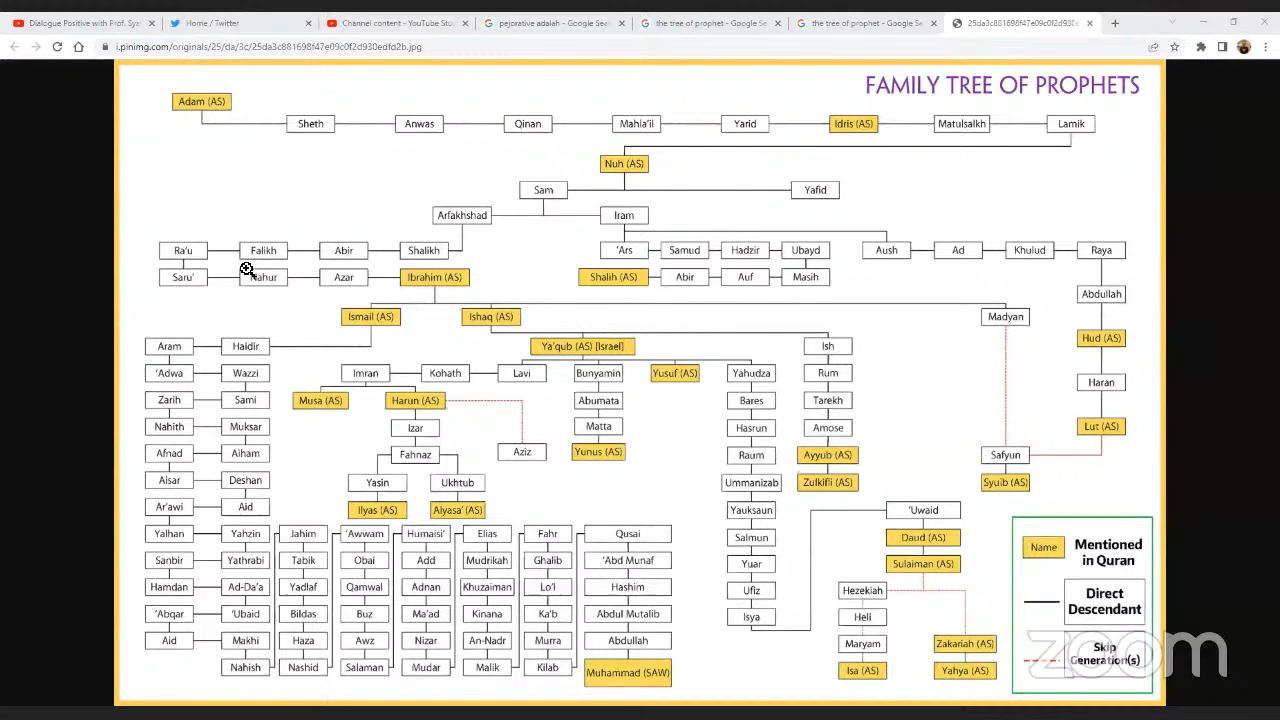 Dialogue Positive with Prof. Sya
Home / Twitter
Channel content - YouTube Stu
pejorative adalah - Google Sea
the tree of prophet - Google Se
the tree of prophet - Google Se
25da3c881698f47e09c0f2d930e
i.pinimg.com/originals/25/da/3c/25da3c881698f47e09c0f2d930edfd2b.jpg
FAMILY TREE OF PROPHETS
Adam (AS)
Sheth Anwas Qinan Mahla'il Yarid Idris (AS) Matulsalkh Lamik
Nuh (AS)
Sam Yafid
Arfakhshad Iram
Ra'u Falikh Abir Shalikh 'Ars Samud Hadzir Ubayd Aush Ad Khulud Raya
Saru' Nahur Azar Ibrahim (AS) Shalih (AS) Abir Auf Masih
Abdullah
Ismail (AS) Ishaq (AS) Madyan
Hud (AS)
Aram Haidir Ya'qub (AS) [Israel] Ish
'Adwa Wazzi Imran Kohath Lavi Bunyamin Yusuf (AS) Yahudza Rum Haran
Zarih Sami Musa (AS) Harun (AS) Abumata Bares Tarekh
Nahith Muksar Izar Matta Hasrun Amose Lut (AS)
Afnad Aiham Fahnaz Aziz Yunus (AS) Raum Ayyub (AS) Safyun
Aisar Deshan Yasin Ukhtub Ummanizab Zulkifli (AS) Syuib (AS)
Ar'awi Aid Ilyas (AS) Alyasa' (AS) Yauksaun 'Uwaid
Yalhan Yahzin Jahim 'Awwam Humaisi' Elias Fahr Qusai Salmun Daud (AS)
Sanbir Yathrabi Tabik Obai Add Mudrikah Ghalib 'Abd Munaf Yuar Sulaiman (AS)
Hamdan Ad-Da'a Yadlaf Qamwal Adnan Khuzaiman Lo'I Hashim Ufiz Hezekiah
'Abqar 'Ubaid Bildas Buz Ma'ad Kinana Ka'b Abdul Mutalib Isya Heli
Aid Makhi Haza Awz Nizar An-Nadr Murra Abdullah Maryam Zakariah (AS)
Nahish Nashid Salaman Mudar Malik Kilab Muhammad (SAW) Isa (AS) Yahya (AS)
Name
Mentioned
in Quran
Direct
Descendant
Skip
Generation(s)
zoom